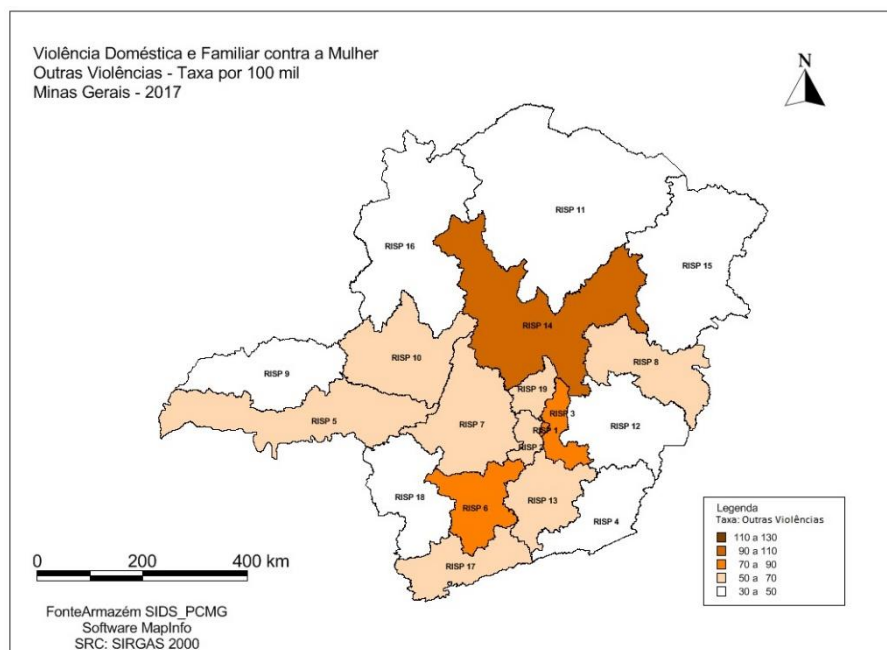 Violência Doméstica e Familiar contra a Mulher
Outras Violências - Taxa por 100 mil
Minas Gerais - 2017
N
RISP 11
RISP 16
RISP 15
RISP 14
RISP 10
RISP 8
RISP 9
RISP 19
RISP 3
RISP 5
RISP 7
RISP 1
RISP 12
RISP 2
RISP 18
RISP 6
RISP 13
RISP 4
RISP 17
Legenda
Taxa: Outras Violências
110 a 130
90 a 110
70 a 90
50 a 70
30 a 50
0 200 400 km
FonteArmazém SIDS_PCMG
Software MapInfo
SRC: SIRGAS 2000